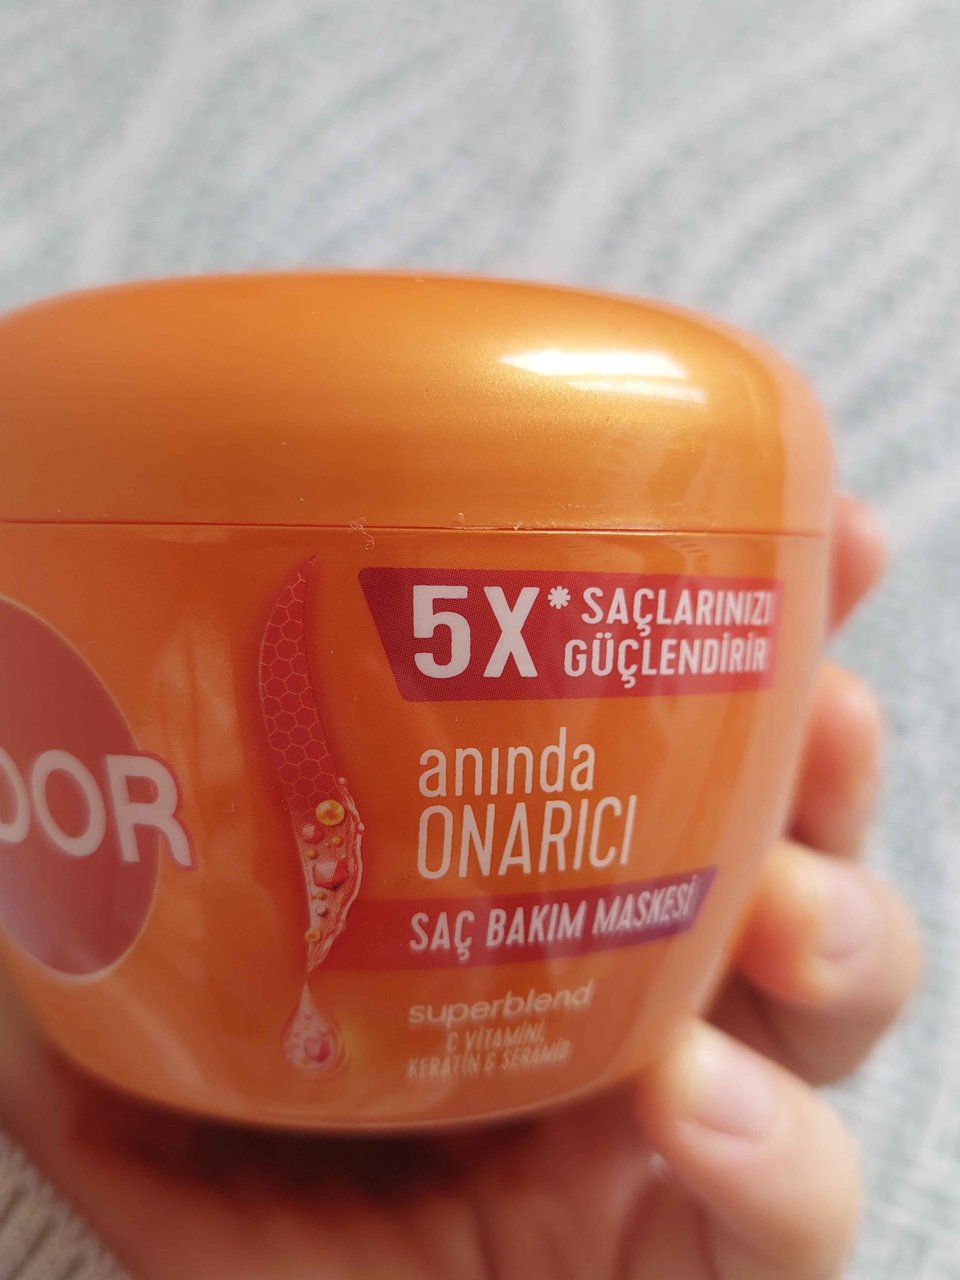 5X* SAÇLARINIZI
GÜÇLENDİRİR
DOR
anında
ONARICI
SAÇ BAKIM MASKESİ
superblend
C VİTAMİNİ,
KERATİN & SERAMİD